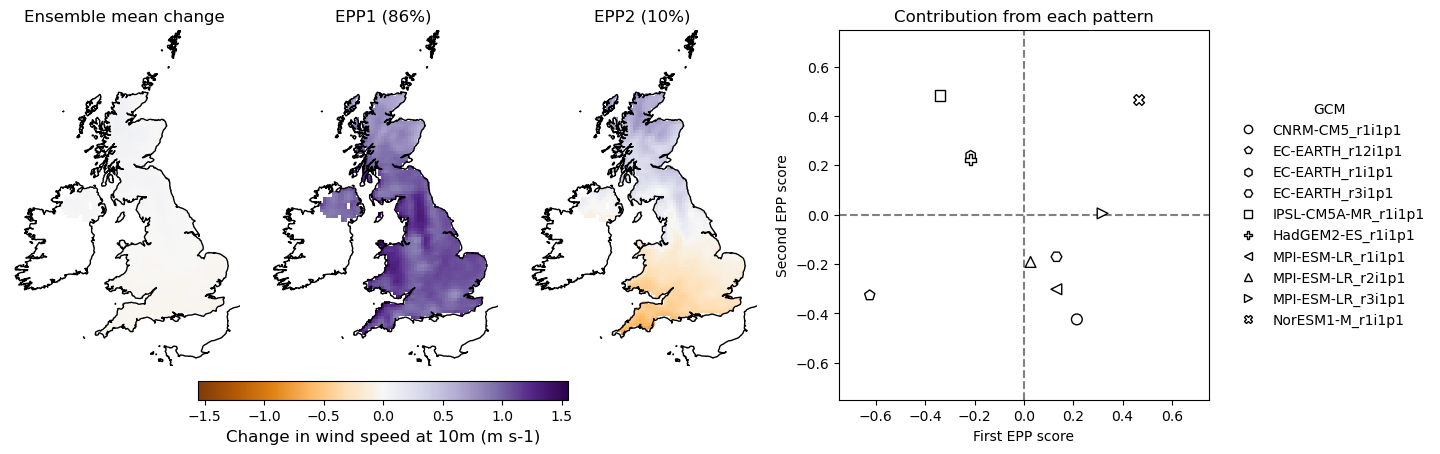 Ensemble mean change
EPP1 (86%)
EPP2 (10%)
Contribution from each pattern
−1.5 −1.0 −0.5 0.0 0.5 1.0 1.5
Change in wind speed at 10m (m s-1)
Second EPP score
0.6
0.4
0.2
0.0
−0.2
−0.4
−0.6
−0.6 −0.4 −0.2 0.0 0.2 0.4 0.6
First EPP score
GCM
CNRM-CM5_r1i1p1
EC-EARTH_r12i1p1
EC-EARTH_r1i1p1
EC-EARTH_r3i1p1
IPSL-CM5A-MR_r1i1p1
HadGEM2-ES_r1i1p1
MPI-ESM-LR_r1i1p1
MPI-ESM-LR_r2i1p1
MPI-ESM-LR_r3i1p1
NorESM1-M_r1i1p1